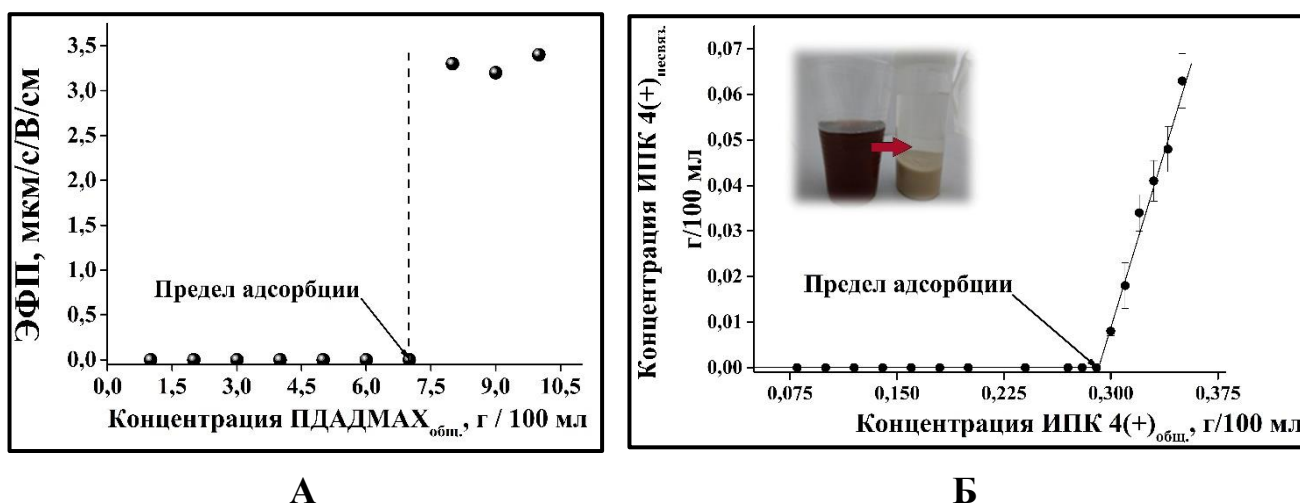 ЭФП, мкм/с/В/см
3,5
3,0
2,5
2,0
1,5
1,0
0,5
0,0
Предел адсорбции
0,0 1,5 3,0 4,5 6,0 7,5 9,0 10,5
Концентрация ПДАДМАХобщ., г / 100 мл
А
Концентрация ИПК 4(+)несвяз.
г/100 мл
0,07
0,06
0,05
0,04
0,03
0,02
0,01
0,00
Предел адсорбции
0,075 0,150 0,225 0,300 0,375
Концентрация ИПК 4(+)общ., г/100 мл
Б